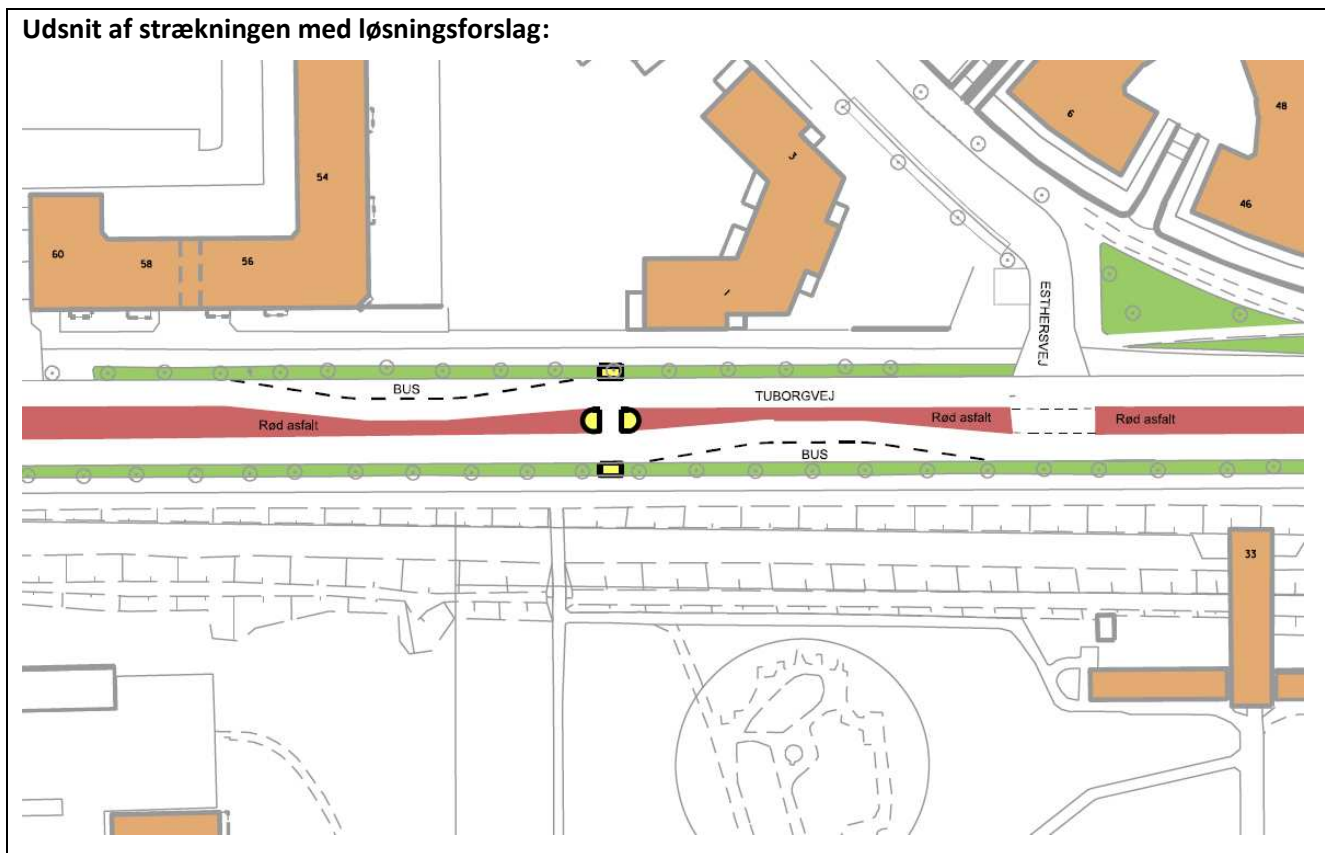 Udsnit af strækningen med løsningsforslag:
48
6
3
54
46
60
58
56
1
ESTHERSVEJ
BUS
TUBORGVEJ
Rød asfalt
Rød asfalt
Rød asfalt
BUS
33